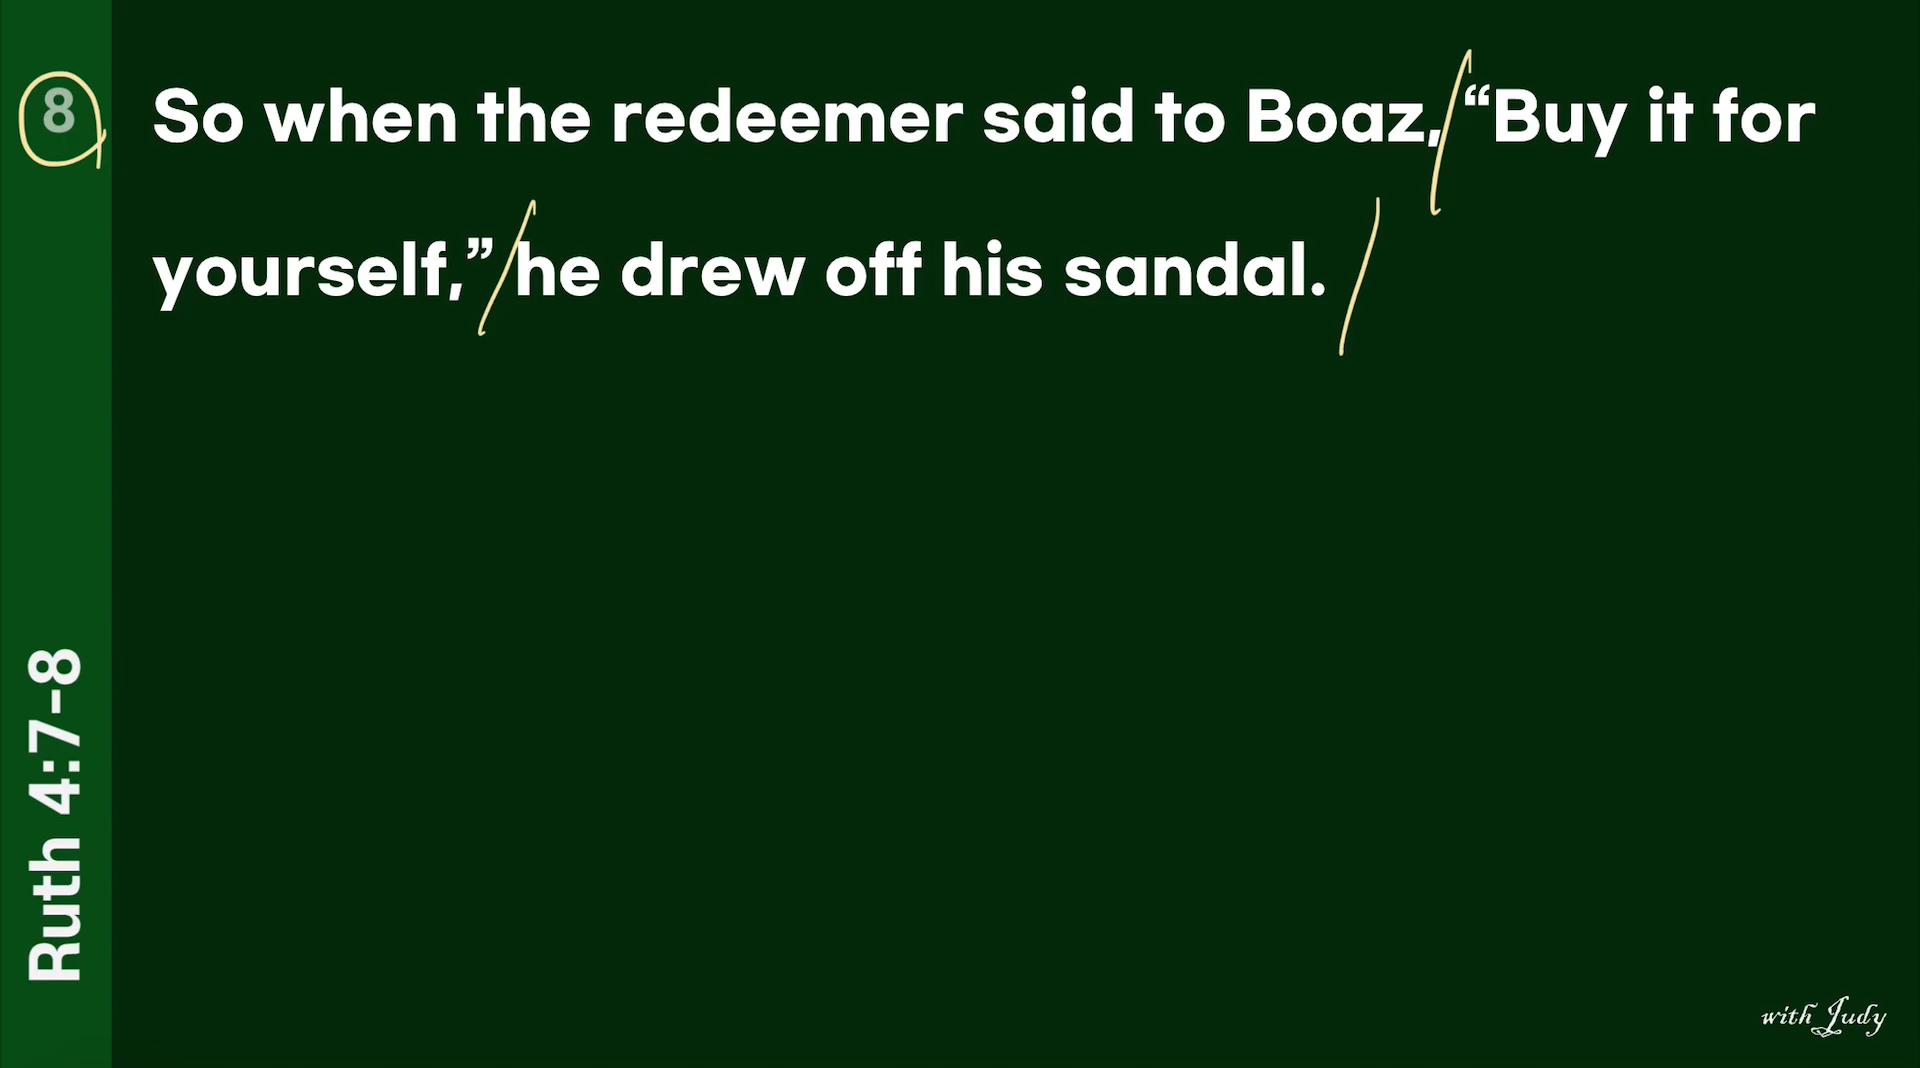 8
So when the redeemer said to Boaz, “Buy it for
yourself,” he drew off his sandal.
Ruth 4:7-8
with Judy